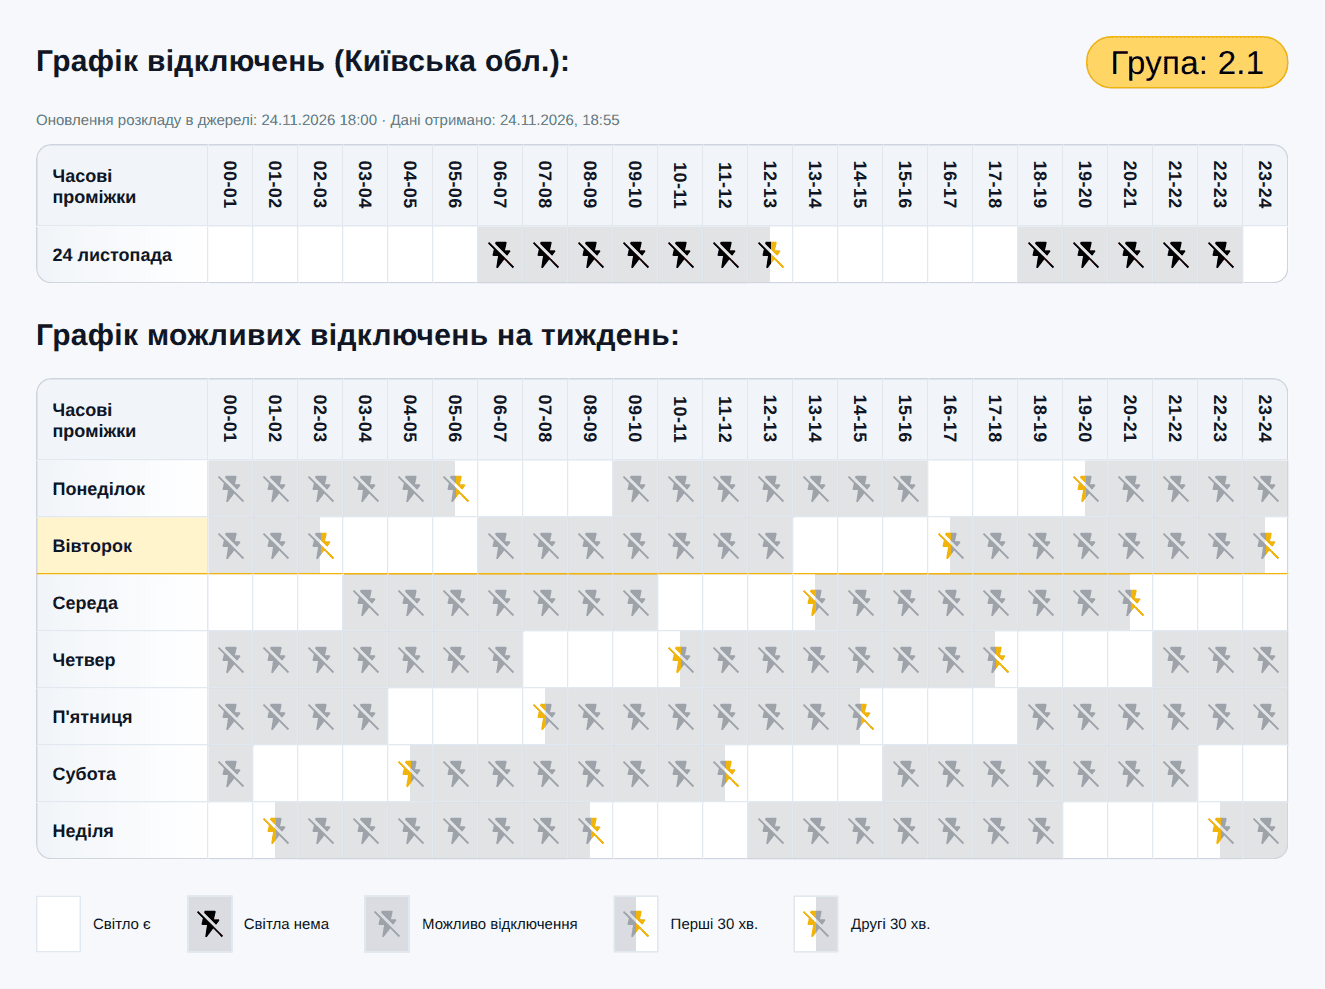 Графік відключень (Київська обл.):
Група: 2.1
Оновлення розкладу в джерелі: 24.11.2026 18:00 · Дані отримано: 24.11.2026, 18:55
Часові проміжки 00-01 01-02 02-03 03-04 04-05 05-06 06-07 07-08 08-09 09-10 10-11 11-12 12-13 13-14 14-15 15-16 16-17 17-18 18-19 19-20 20-21 21-22 22-23 23-24
24 листопада
Графік можливих відключень на тиждень:
Часові проміжки 00-01 01-02 02-03 03-04 04-05 05-06 06-07 07-08 08-09 09-10 10-11 11-12 12-13 13-14 14-15 15-16 16-17 17-18 18-19 19-20 20-21 21-22 22-23 23-24
Понеділок
Вівторок
Середа
Четвер
П'ятниця
Субота
Неділя
Світло є Світла нема Можливо відключення Перші 30 хв. Другі 30 хв.